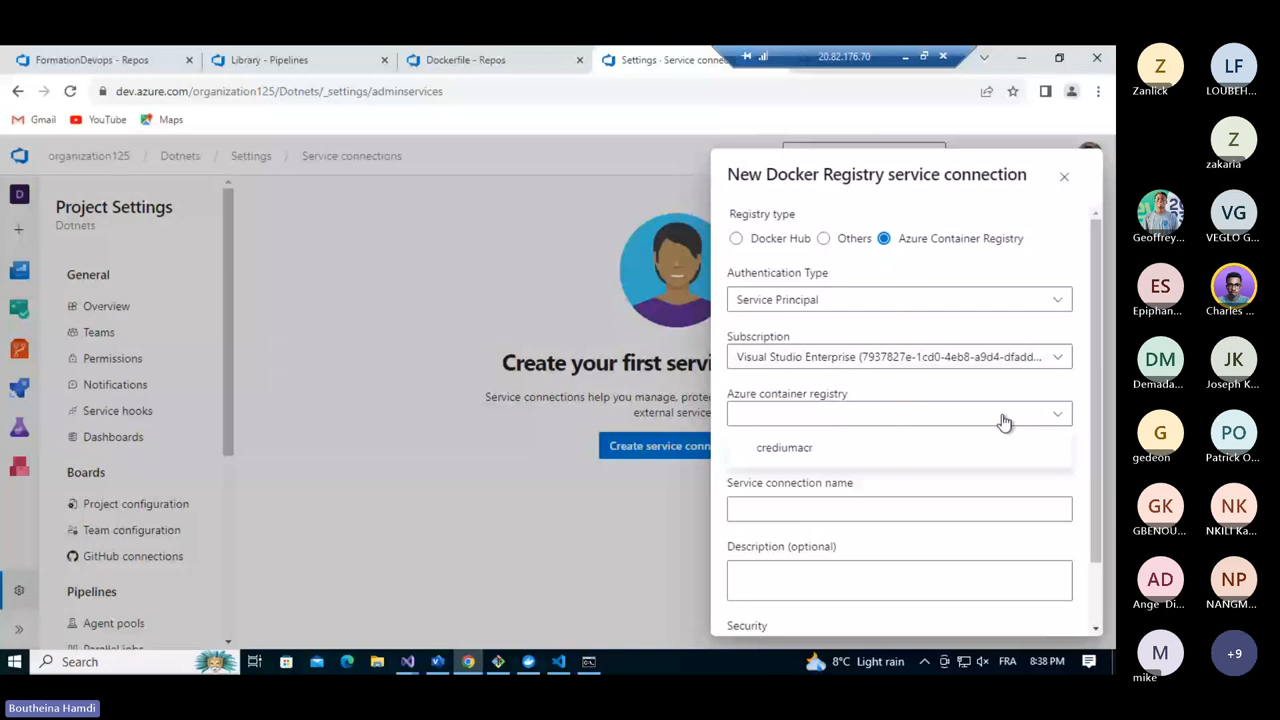 FormationDevops - Repos
Library - Pipelines
Dockerfile - Repos
Settings · Service connec
20.82.176.70
dev.azure.com/organization125/Dotnets/_settings/adminservices
Gmail
YouTube
Maps
organization125 / Dotnets / Settings / Service connections
D
Project Settings
Dotnets
General
Overview
Teams
Permissions
Notifications
Service hooks
Dashboards
Boards
Project configuration
Team configuration
GitHub connections
Pipelines
Agent pools
Create your first servi
Service connections help you manage, prote
external service
Create service conn
New Docker Registry service connection
Registry type
Docker Hub
Others
Azure Container Registry
Authentication Type
Service Principal
Subscription
Visual Studio Enterprise (7937827e-1cd0-4eb8-a9d4-dfadd...
Azure container registry
crediumacr
Service connection name
Description (optional)
Security
Search
8°C Light rain
FRA
8:38 PM
Boutheina Hamdi
Z
Zanlick
LF
LOUBEH...
Z
zakaria
Geoffrey...
VG
VEGLO G...
ES
Epiphan...
Charles ...
DM
Demada...
JK
Joseph K...
G
gedeon
PO
Patrick O...
GK
GBENOU...
NK
NKILI Ka...
AD
Ange Di...
NP
NANGM...
M
mike
+9